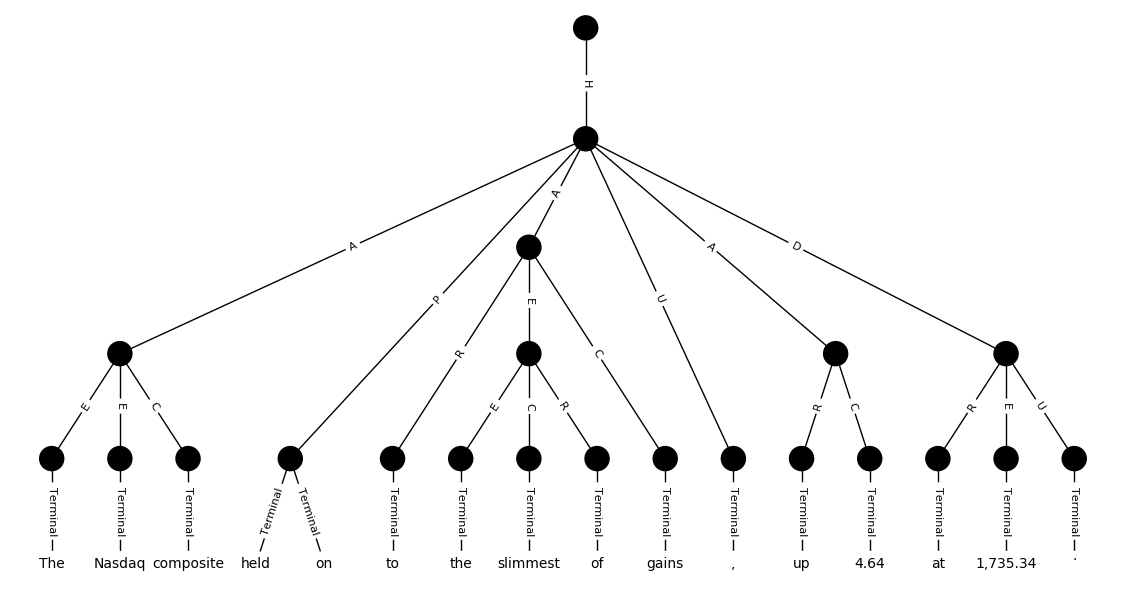 H
A
A
A
D
P
U
E
R
C
E
E
C
E
C
R
R
C
R
E
U
Terminal Terminal Terminal Terminal Terminal Terminal Terminal Terminal Terminal Terminal Terminal Terminal Terminal Terminal Terminal Terminal
The Nasdaq composite held on to the slimmest of gains , up 4.64 at 1,735.34 .